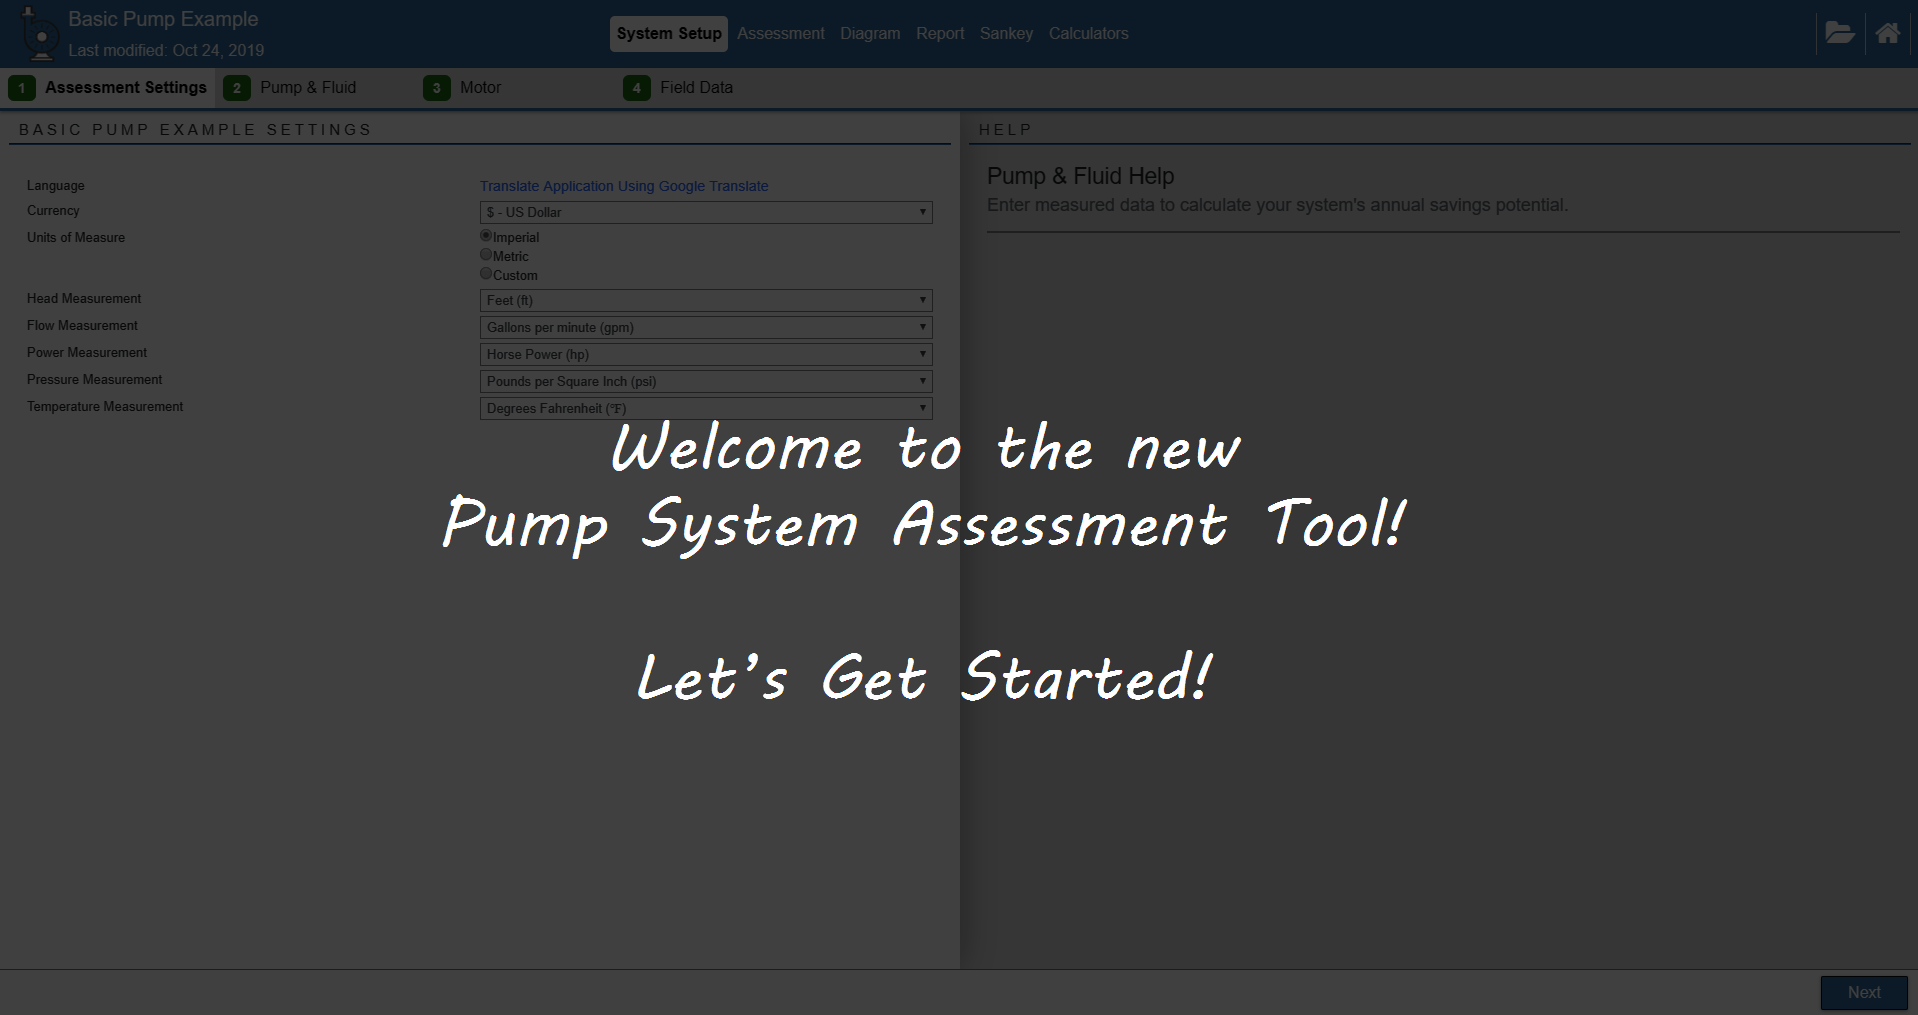 Basic Pump Example
Last modified: Oct 24, 2019
System Setup Assessment Diagram Report Sankey Calculators
1 Assessment Settings 2 Pump & Fluid 3 Motor 4 Field Data
BASIC PUMP EXAMPLE SETTINGS
Language Translate Application Using Google Translate
Currency $ - US Dollar
Units of Measure Imperial
Metric
Custom
Head Measurement Feet (ft)
Flow Measurement Gallons per minute (gpm)
Power Measurement Horse Power (hp)
Pressure Measurement Pounds per Square Inch (psi)
Temperature Measurement Degrees Fahrenheit (℉)
HELP
Pump & Fluid Help
Enter measured data to calculate your system's annual savings potential.
Welcome to the new
Pump System Assessment Tool!
Let's Get Started!
Next